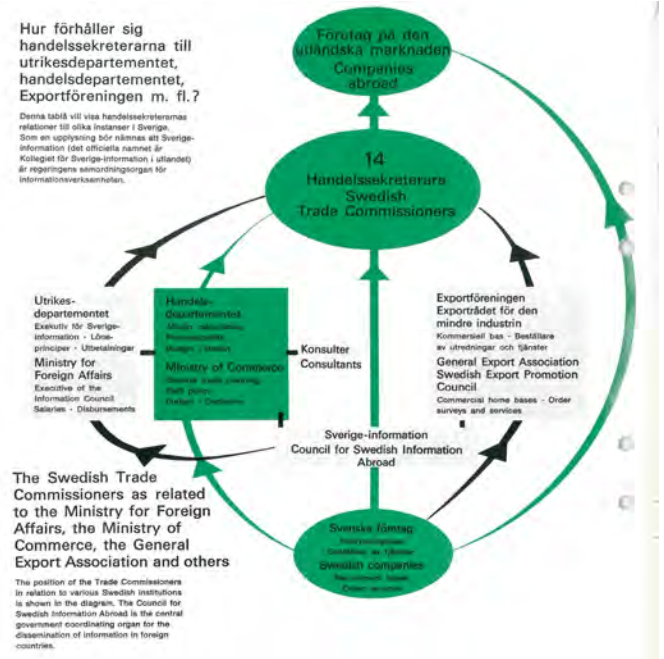 Hur förhåller sig
handelssekreterarna till
utrikesdepartementet,
handelsdepartementet,
Exportföreningen m. fl.?
Denna tablå vill visa handelssekreterarnas
relationer till olika instanser i Sverige.
Som en upplysning bör nämnas att Sverige-
information (det officiella namnet är
Kollegiet för Sverige-information i utlandet)
är regeringens samordningsorgan för
informationsverksamheten.
Företag på den
utländska marknaden
Companies
abroad
14
Handelssekreterare
Swedish
Trade Commissioners
Utrikes-
departementet
Exekutiv för Sverige-
information - Löne-
principer - Utbetalningar
Ministry for
Foreign Affairs
Executive of the
Information Council
Salaries - Disbursements
Handels-
departementet
Ministry of Commerce
Konsulter
Consultants
Exportföreningen
Exportrådet för den
mindre industrin
Kommersiell bas - Beställare
av utredningar och tjänster
General Export Association
Swedish Export Promotion
Council
Commercial home bases - Order
surveys and services
Sverige-information
Council for Swedish Information
Abroad
Svenska företag
Swedish companies
The Swedish Trade
Commissioners as related
to the Ministry for Foreign
Affairs, the Ministry of
Commerce, the General
Export Association and others
The position of the Trade Commissioners
in relation to various Swedish institutions
is shown in the diagram. The Council for
Swedish Information Abroad is the central
government coordinating organ for the
dissemination of information in foreign
countries.